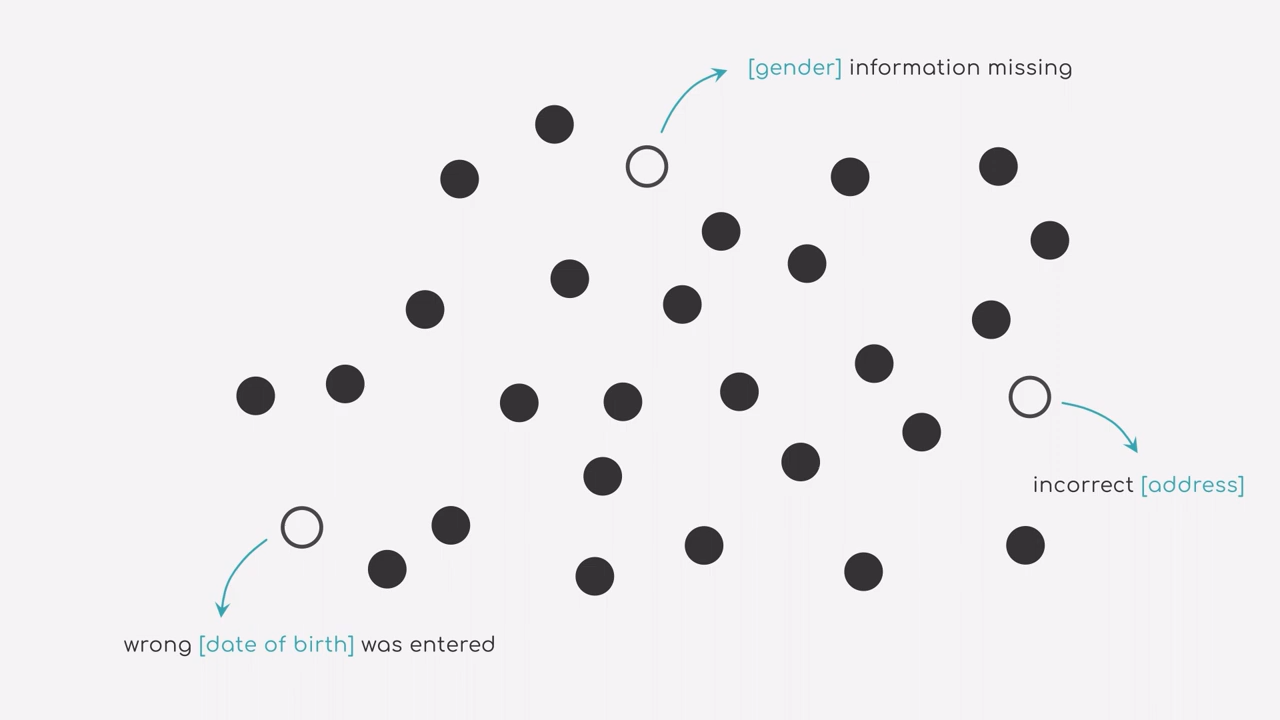 [gender] information missing
incorrect [address]
wrong [date of birth] was entered